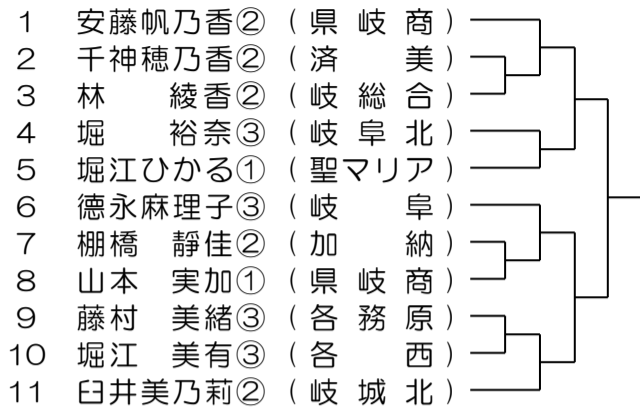 1 安藤帆乃香② (県岐商)
2 千神穂乃香② (済美)
3 林 綾香② (岐総合)
4 堀 裕奈③ (岐阜北)
5 堀江ひかる① (聖マリア)
6 德永麻理子③ (岐阜)
7 棚橋 靜佳② (加納)
8 山本 実加① (県岐商)
9 藤村 美緒③ (各務原)
10 堀江 美有③ (各西)
11 臼井美乃莉② (岐城北)